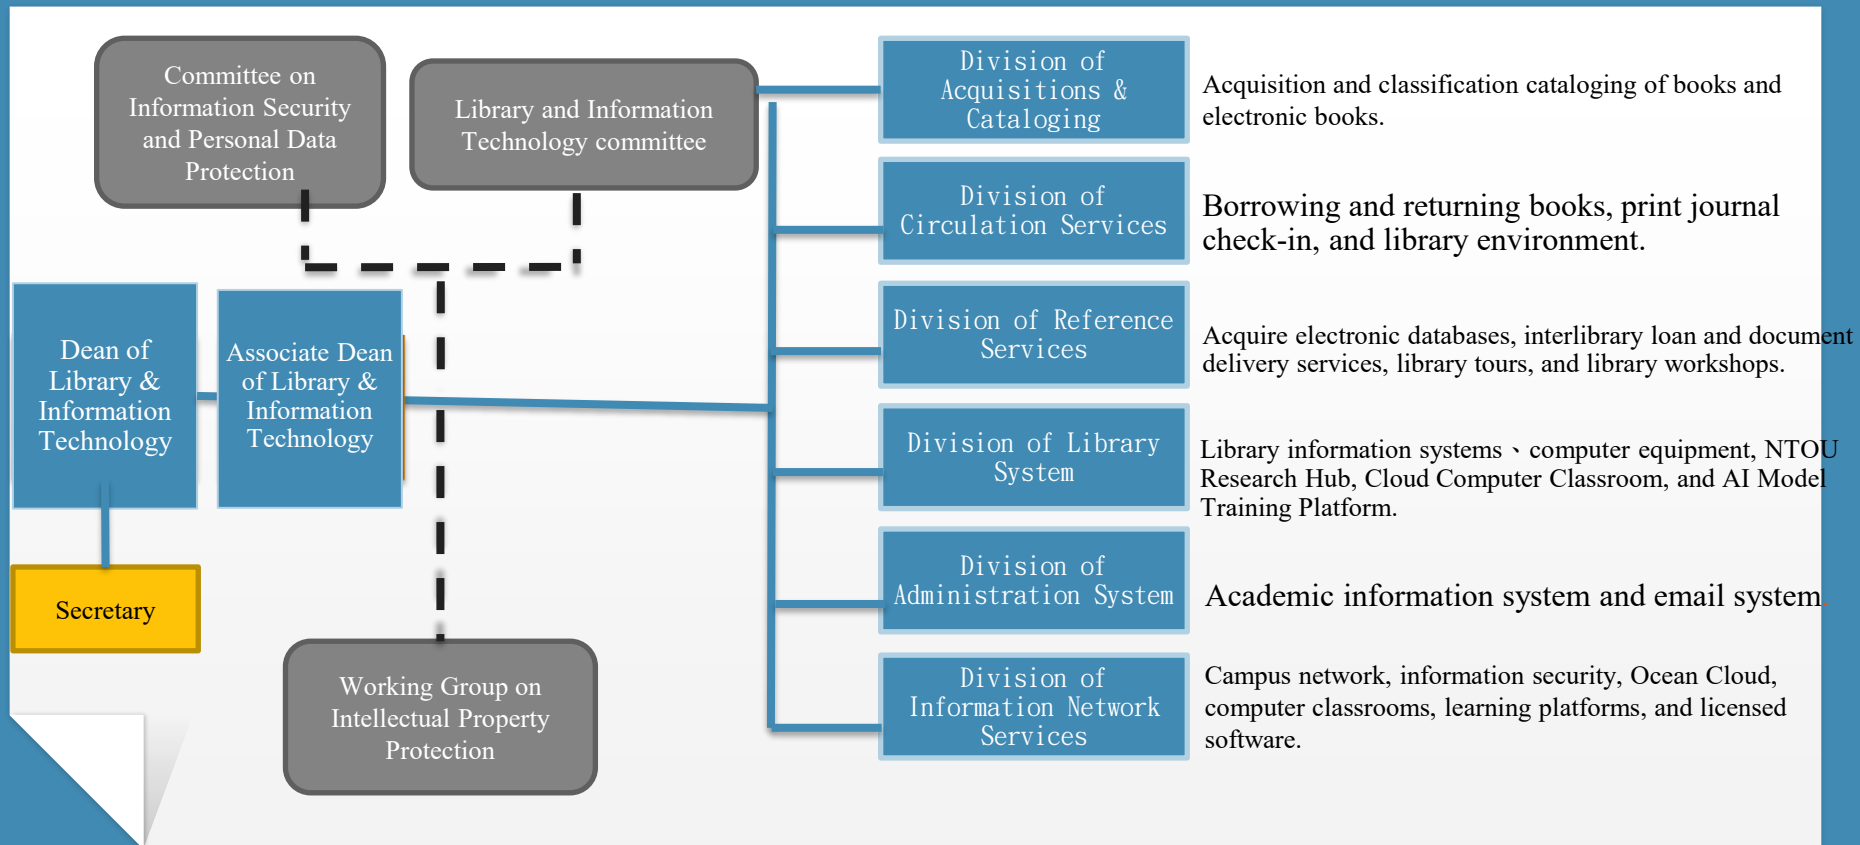 Committee on
Information Security
and Personal Data
Protection
Library and Information
Technology committee
Dean of
Library &
Information
Technology
Associate Dean
of Library &
Information
Technology
Secretary
Working Group on
Intellectual Property
Protection
Division of
Acquisitions &
Cataloging
Acquisition and classification cataloging of books and
electronic books.
Division of
Circulation Services
Borrowing and returning books, print journal
check-in, and library environment.
Division of Reference
Services
Acquire electronic databases, interlibrary loan and document
delivery services, library tours, and library workshops.
Division of Library
System
Library information systems、computer equipment, NTOU
Research Hub, Cloud Computer Classroom, and AI Model
Training Platform.
Division of
Administration System
Academic information system and email system.
Division of
Information Network
Services
Campus network, information security, Ocean Cloud,
computer classrooms, learning platforms, and licensed
software.